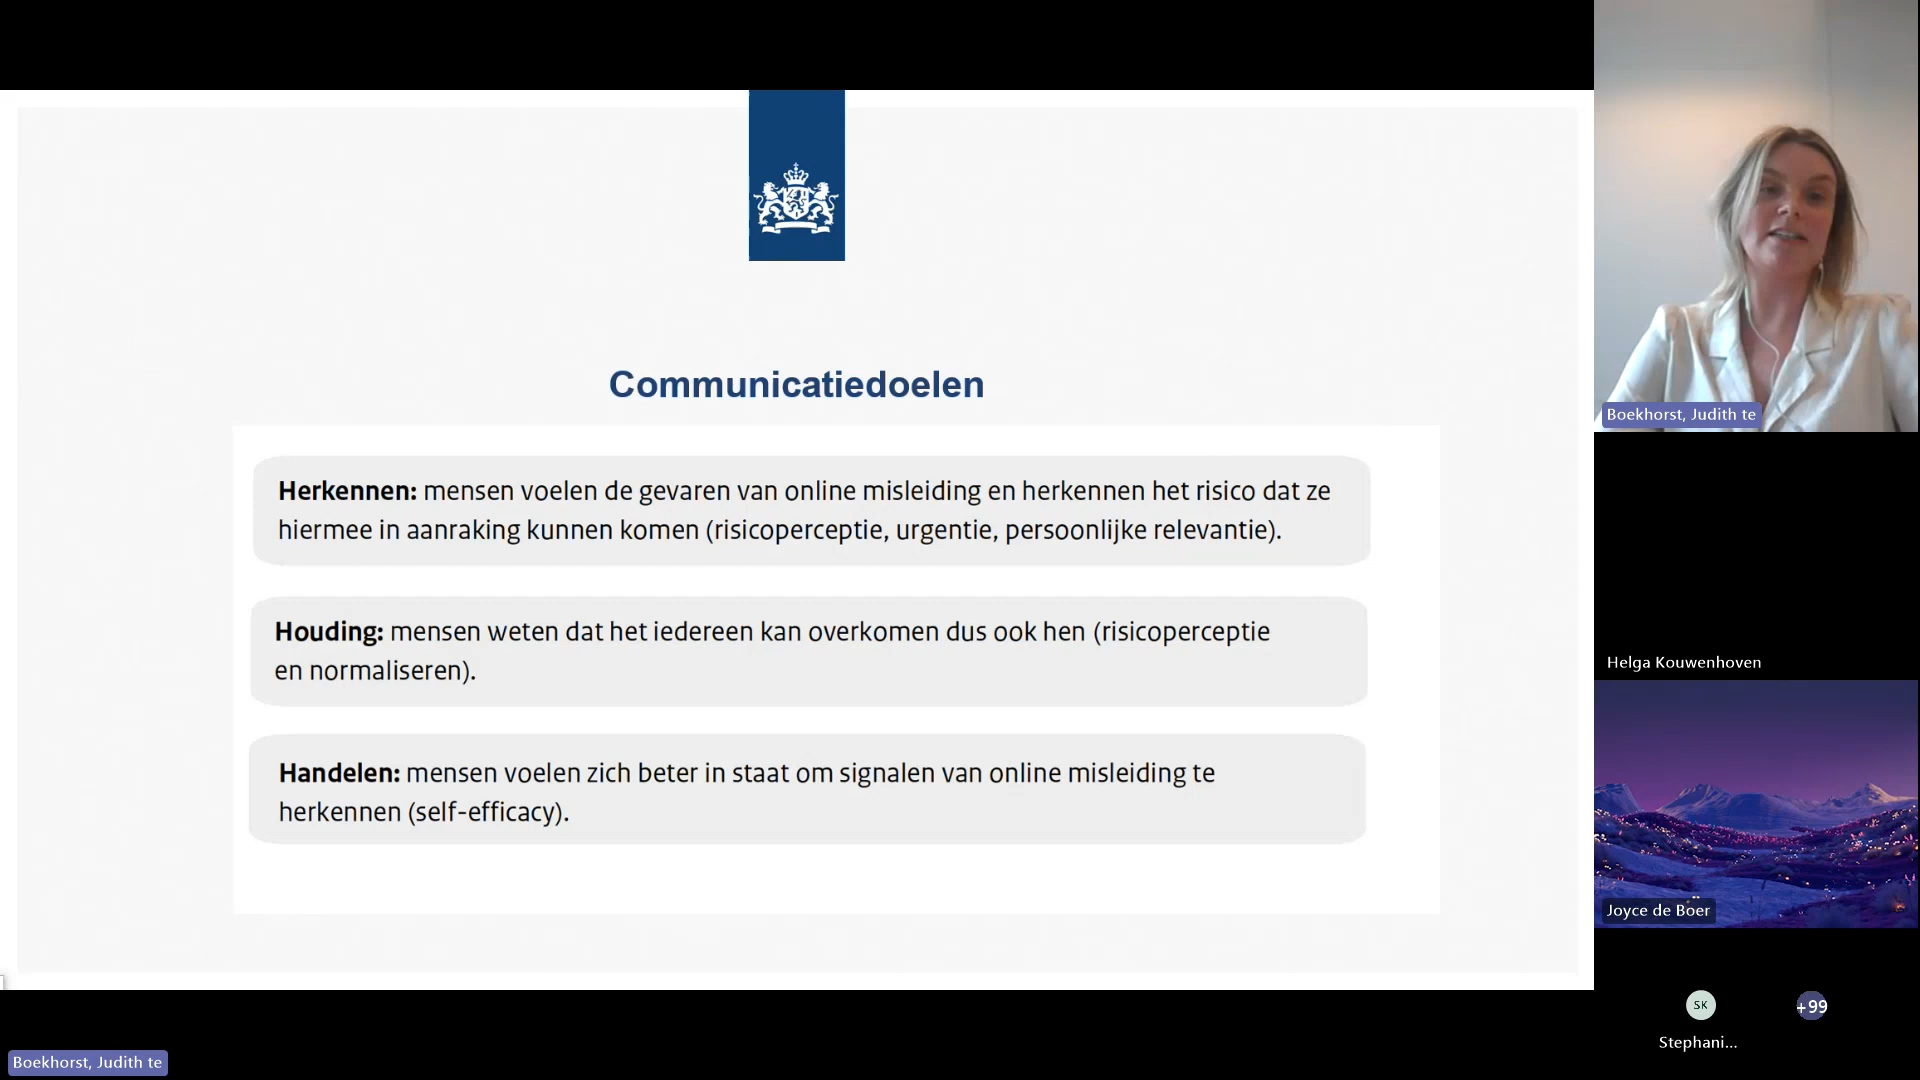 Communicatiedoelen
Herkennen: mensen voelen de gevaren van online misleiding en herkennen het risico dat ze
hiermee in aanraking kunnen komen (risicoperceptie, urgentie, persoonlijke relevantie).
Houding: mensen weten dat het iedereen kan overkomen dus ook hen (risicoperceptie
en normaliseren).
Handelen: mensen voelen zich beter in staat om signalen van online misleiding te
herkennen (self-efficacy).
Boekhorst, Judith te
Helga Kouwenhoven
Joyce de Boer
SK
+99
Stephani...
Boekhorst, Judith te